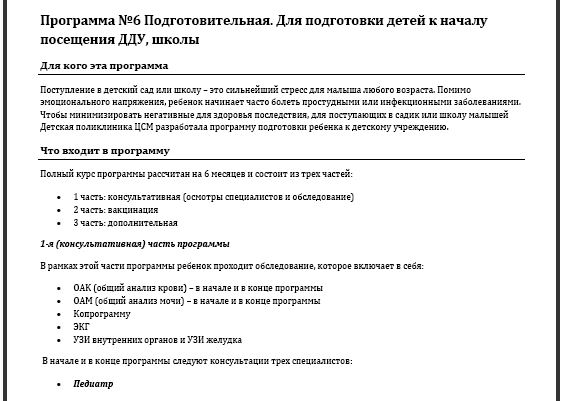 Программа №6 Подготовительная. Для подготовки детей к началу
посещения ДДУ, школы
Для кого эта программа
Поступление в детский сад или школу – это сильнейший стресс для малыша любого возраста. Помимо
эмоционального напряжения, ребенок начинает часто болеть простудными или инфекционными заболеваниями.
Чтобы минимизировать негативные для здоровья последствия, для поступающих в садик или школу малышей
Детская поликлиника ЦСМ разработала программу подготовки ребенка к детскому учреждению.
Что входит в программу
Полный курс программы рассчитан на 6 месяцев и состоит из трех частей:
• 1 часть: консультативная (осмотры специалистов и обследование)
• 2 часть: вакцинация
• 3 часть: дополнительная
1-я (консультативная) часть программы
В рамках этой части программы ребенок проходит обследование, которое включает в себя:
• ОАК (общий анализ крови) – в начале и в конце программы
• ОАМ (общий анализ мочи) – в начале и в конце программы
• Копрограмму
• ЭКГ
• УЗИ внутренних органов и УЗИ желудка
В начале и в конце программы следуют консультации трех специалистов:
• Педиатр